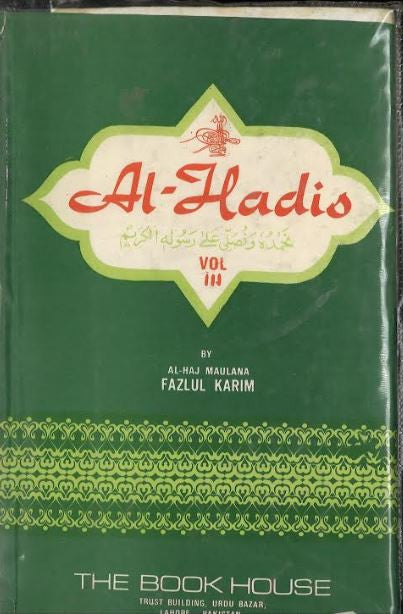 Al-Hadis
نحمده و نصلی علی رسوله الکریم
VOL
III
BY
AL-HAJ MAULANA
FAZLUL KARIM
THE BOOK HOUSE
TRUST BUILDING, URDU BAZAR,
LAHORE PAKISTAN